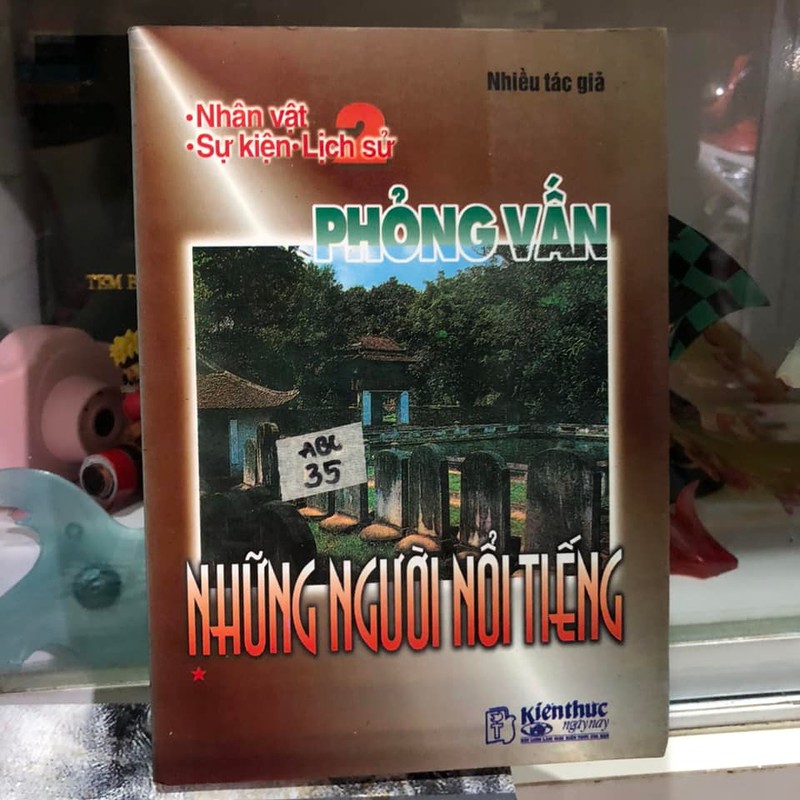 Nhiều tác giả
• Nhân vật
• Sự kiện • Lịch sử 2
PHỎNG VẤN
TEM
ABC
35
NHỮNG NGƯỜI NỔI TIẾNG
Kiến thức
ngày nay